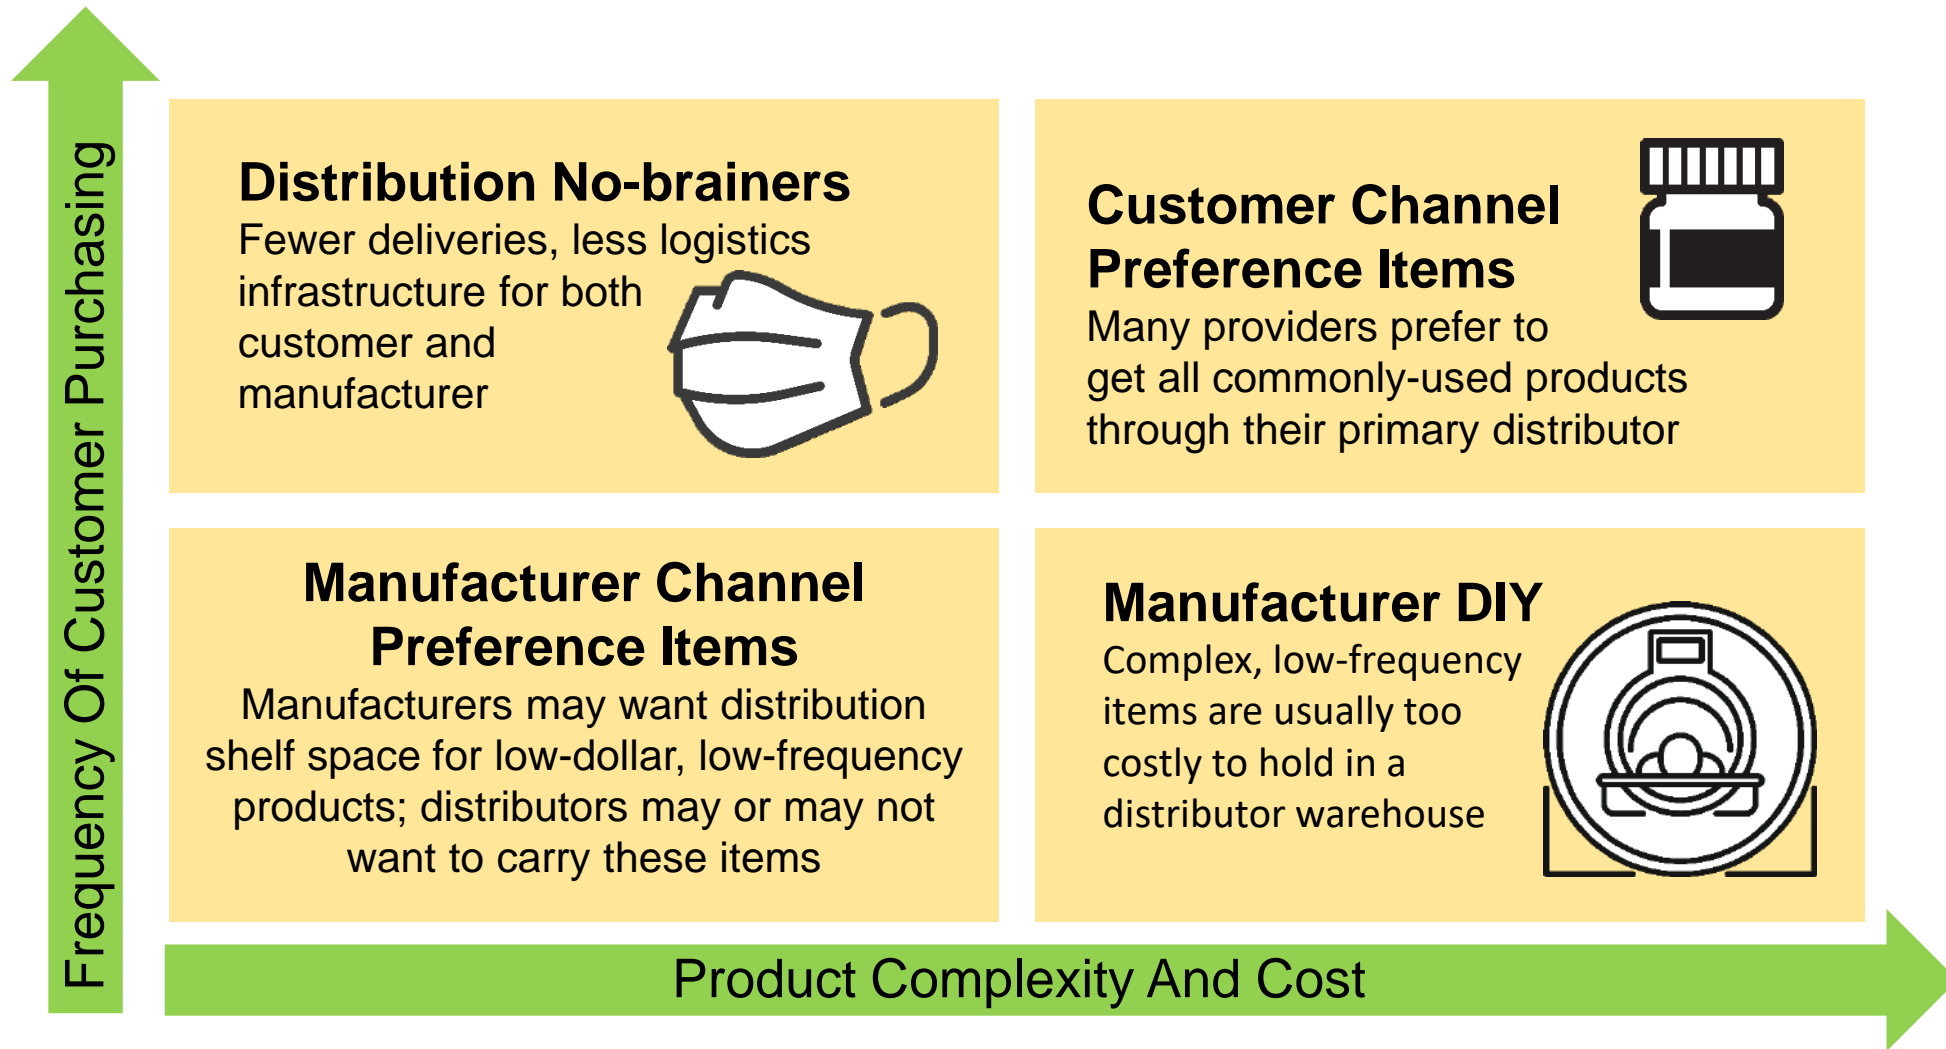 Frequency Of Customer Purchasing
Distribution No-brainers
Fewer deliveries, less logistics
infrastructure for both
customer and
manufacturer
Customer Channel
Preference Items
Many providers prefer to
get all commonly-used products
through their primary distributor
Manufacturer Channel
Preference Items
Manufacturers may want distribution
shelf space for low-dollar, low-frequency
products; distributors may or may not
want to carry these items
Manufacturer DIY
Complex, low-frequency
items are usually too
costly to hold in a
distributor warehouse
Product Complexity And Cost